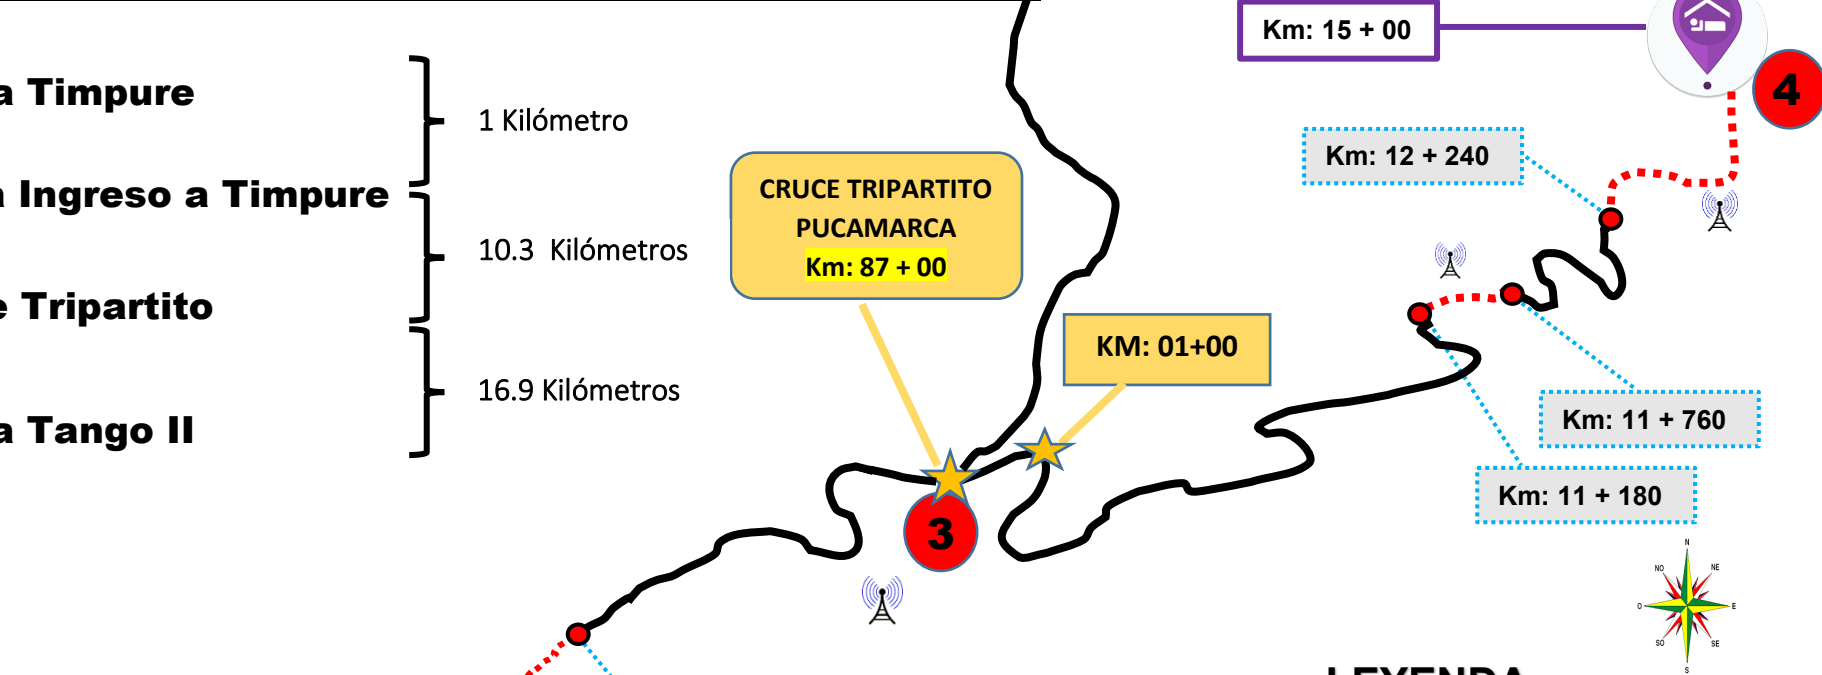 a Timpure
1 Kilómetro
a Ingreso a Timpure
10.3 Kilómetros
e Tripartito
16.9 Kilómetros
a Tango II
CRUCE TRIPARTITO
PUCAMARCA
Km: 87 + 00
KM: 01+00
3
Km: 15 + 00
4
Km: 12 + 240
Km: 11 + 760
Km: 11 + 180
N
NO
NE
O
E
SO
SE
S
LEYENDA